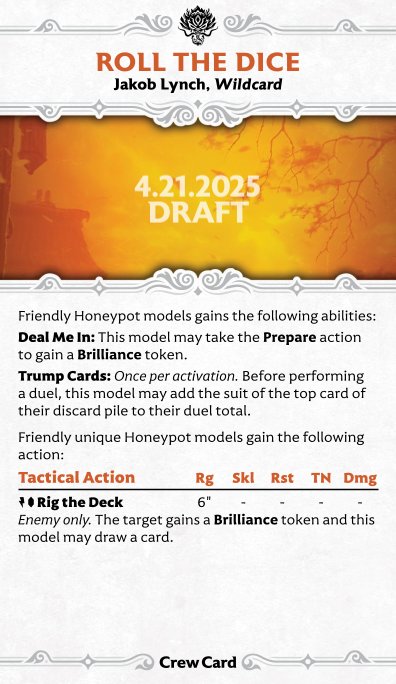 ROLL THE DICE
Jakob Lynch, Wildcard
4.21.2025
DRAFT
Friendly Honeypot models gains the following abilities:
Deal Me In: This model may take the Prepare action
to gain a Brilliance token.
Trump Cards: Once per activation. Before performing
a duel, this model may add the suit of the top card of
their discard pile to their duel total.
Friendly unique Honeypot models gain the following
action:
Tactical Action Rg Skl Rst TN Dmg
Rig the Deck 6" - - - -
Enemy only. The target gains a Brilliance token and this
model may draw a card.
Crew Card